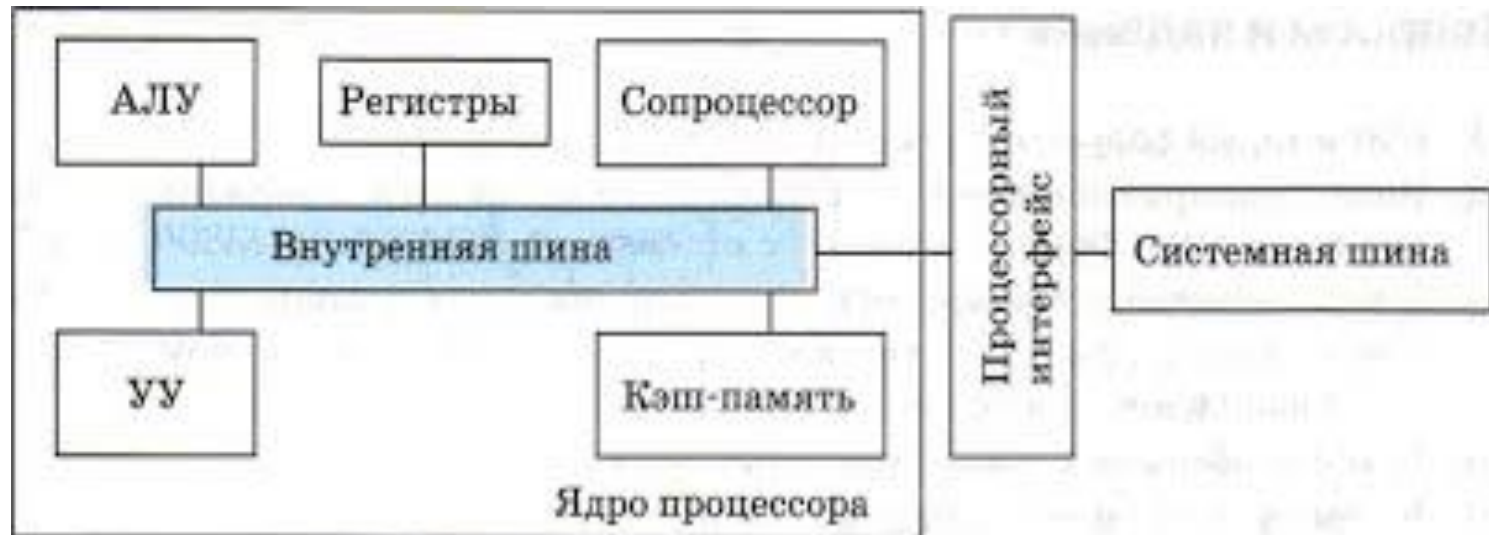 АЛУ
Регистры
Сопроцессор
Внутренняя шина
УУ
Кэш-память
Ядро процессора
Процессорный
интерфейс
Системная шина